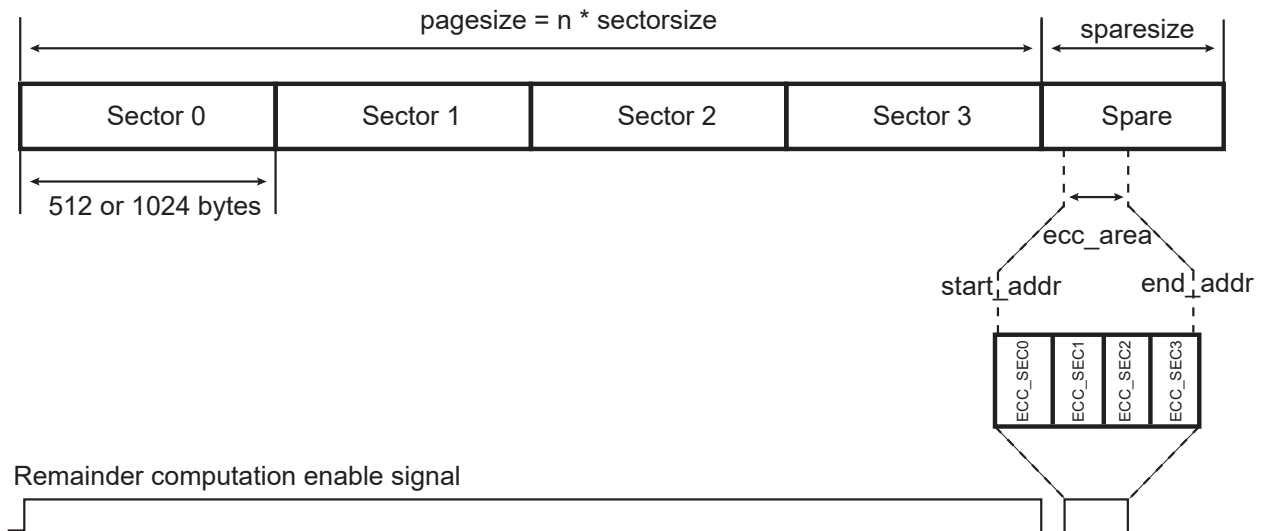 pagesize = n * sectorsize
sparesize
Sector 0
Sector 1
Sector 2
Sector 3
Spare
512 or 1024 bytes
ecc_area
start_addr
end_addr
ECC_SEC0
ECC_SEC1
ECC_SEC2
ECC_SEC3
Remainder computation enable signal